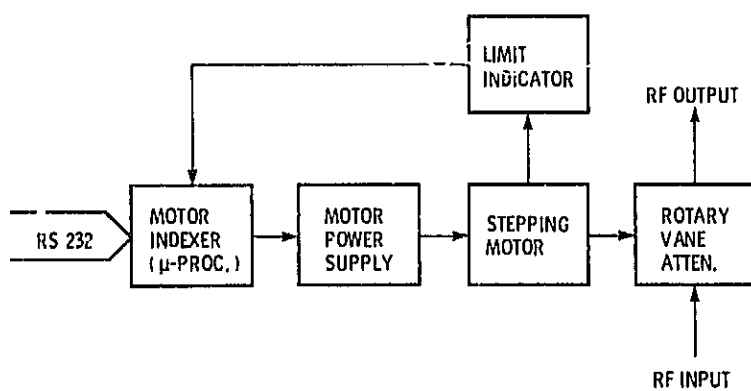 LIMIT
INDICATOR
RF OUTPUT
RS 232
MOTOR
INDEXER
(μ-PROC.)
MOTOR
POWER
SUPPLY
STEPPING
MOTOR
ROTARY
VANE
ATTEN.
RF INPUT